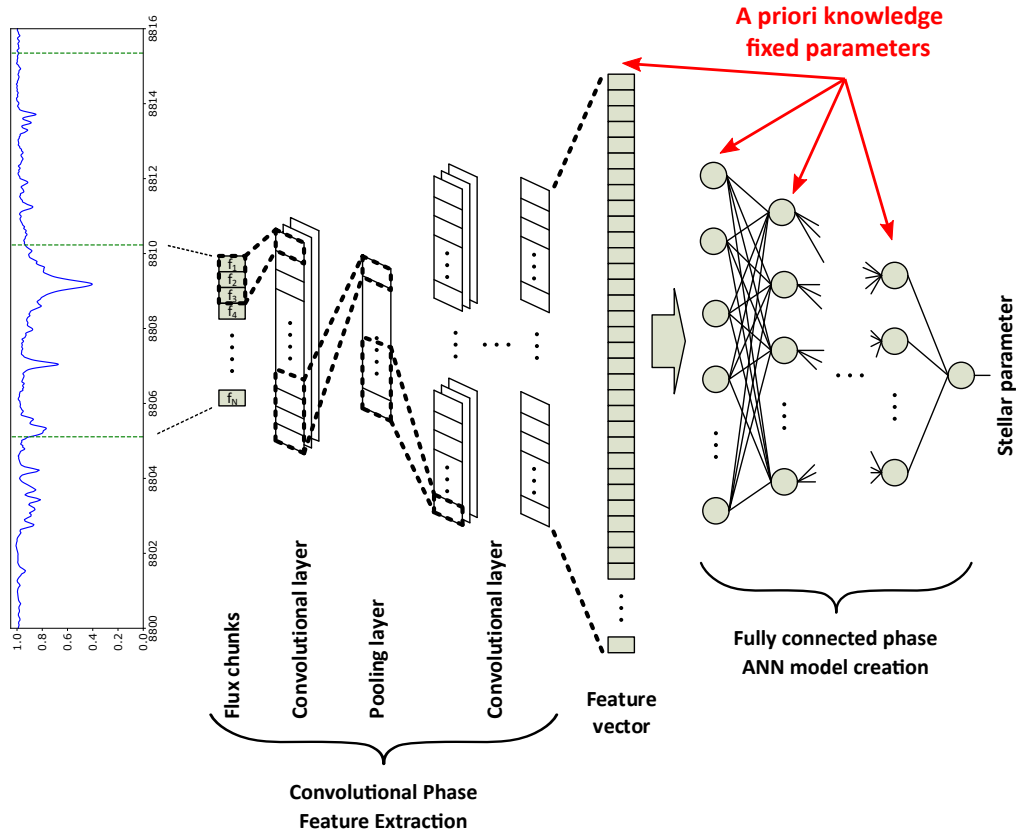 A priori knowledge
fixed parameters
8816
8814
8812
8810
8808
8806
8804
8802
8800
1.0
0.8
0.6
0.4
0.2
0.0
f1
f2
f3
f4
fN
Flux chunks
Convolutional layer
Pooling layer
Convolutional layer
Feature
vector
Stellar parameter
Fully connected phase
ANN model creation
Convolutional Phase
Feature Extraction